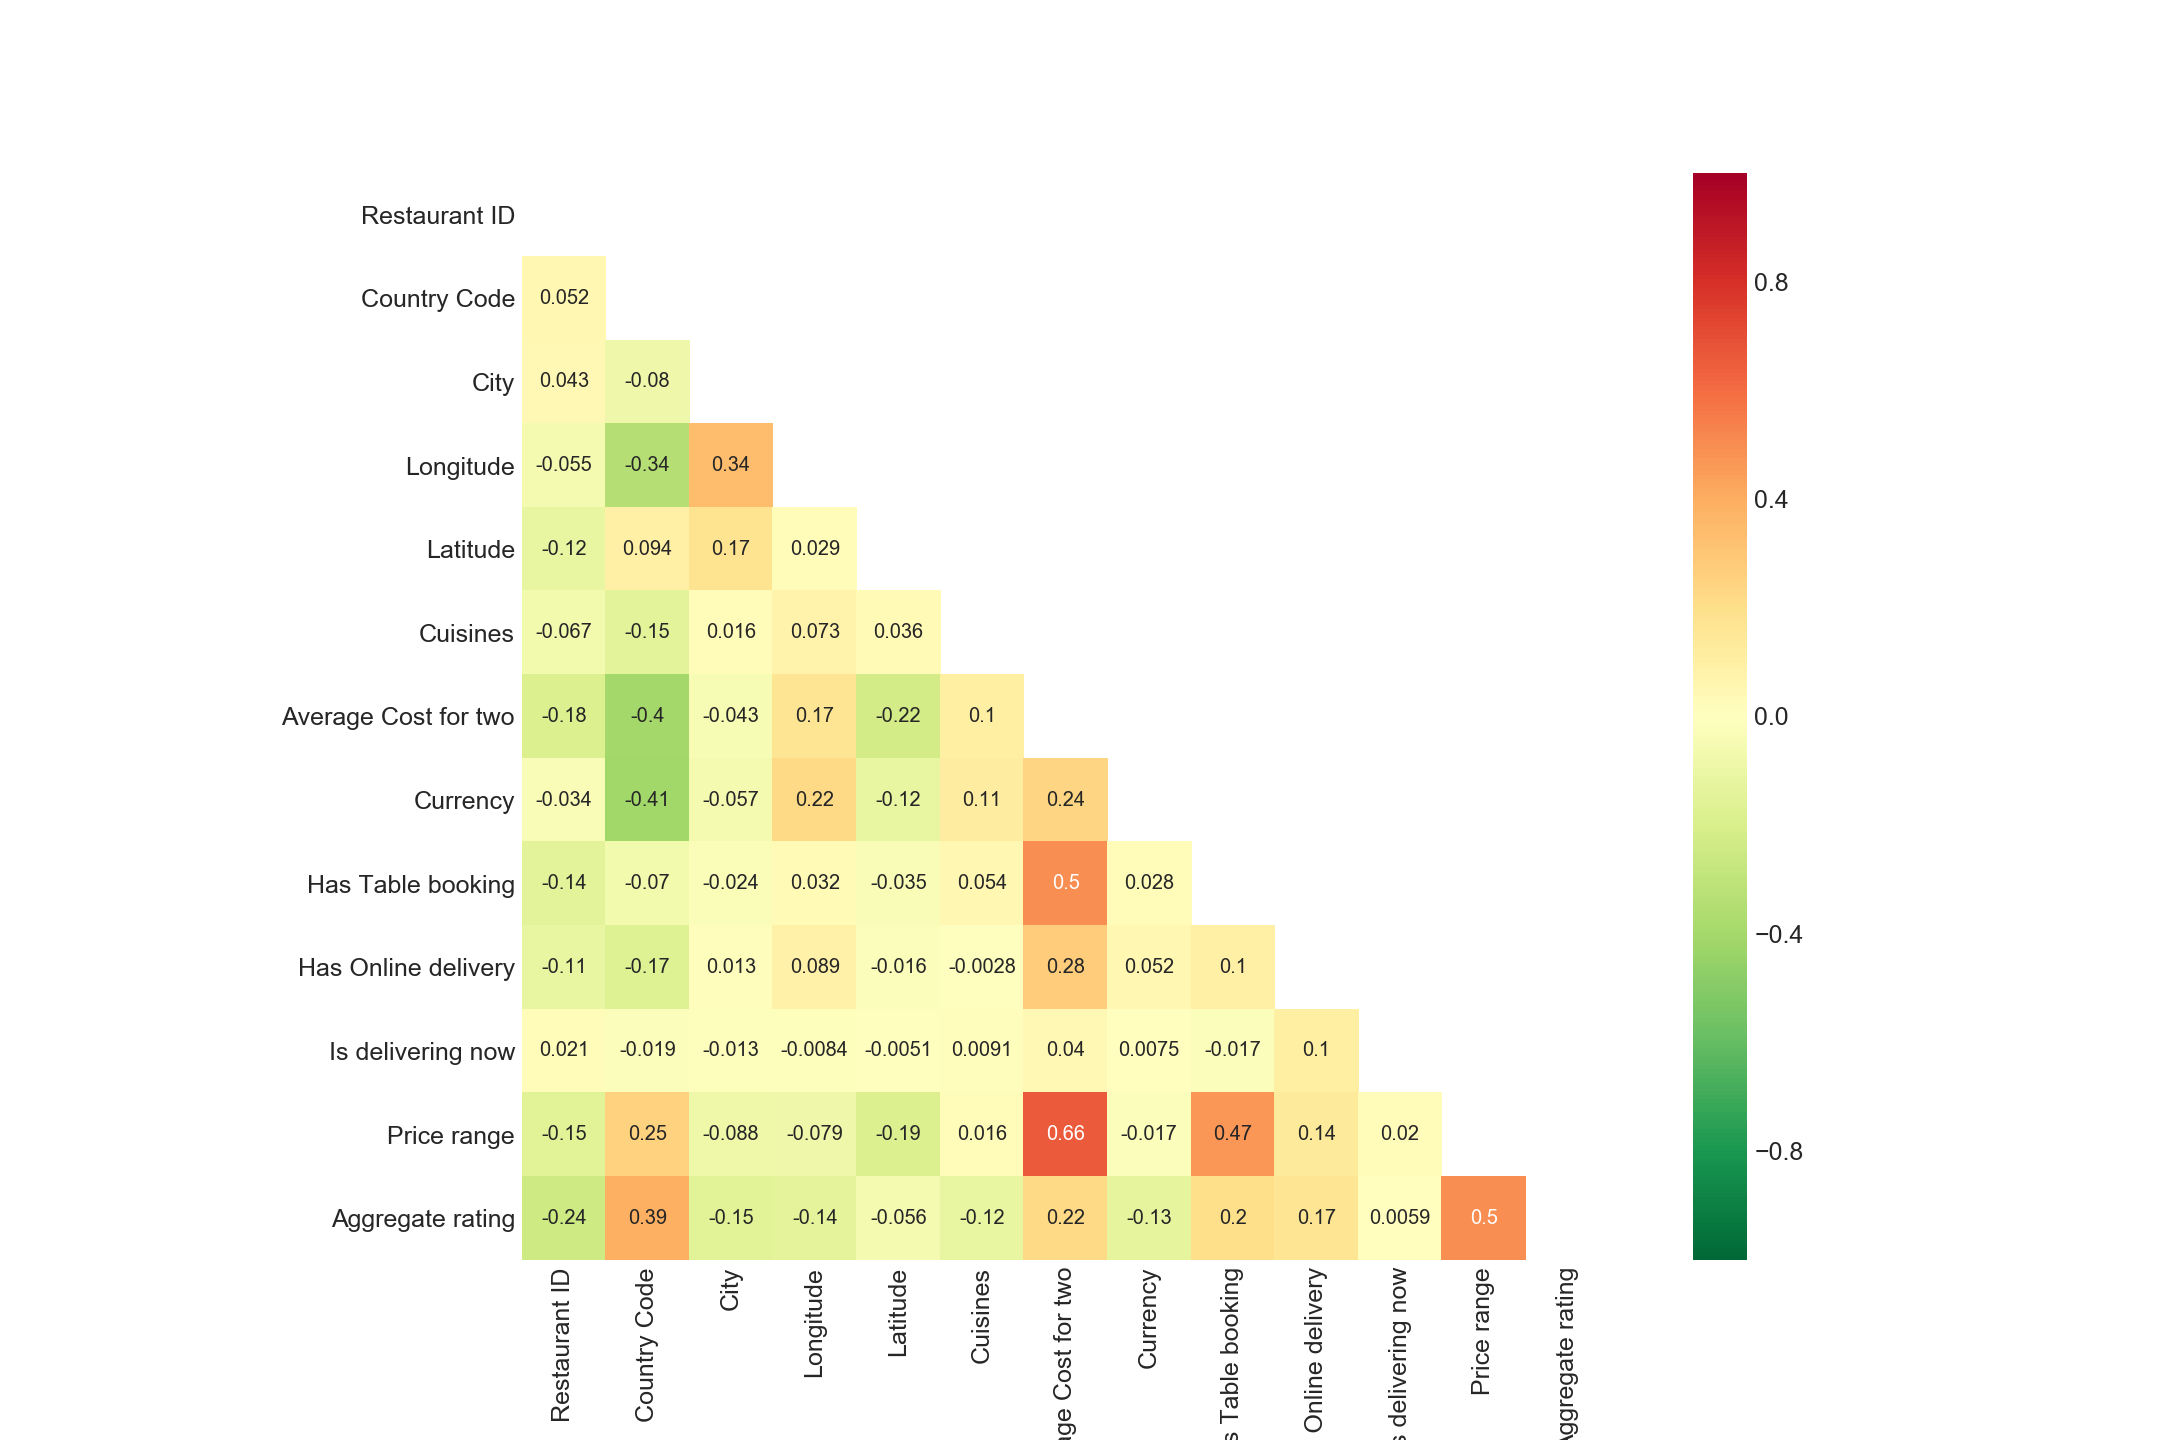 Restaurant ID
Country Code 0.052
0.8
City 0.043 -0.08
Longitude -0.055 -0.34 0.34
0.4
Latitude -0.12 0.094 0.17 0.029
Cuisines -0.067 -0.15 0.016 0.073 0.036
Average Cost for two -0.18 -0.4 -0.043 0.17 -0.22 0.1
0.0
Currency -0.034 -0.41 -0.057 0.22 -0.12 0.11 0.24
Has Table booking -0.14 -0.07 -0.024 0.032 -0.035 0.054 0.5 0.028
−0.4
Has Online delivery -0.11 -0.17 0.013 0.089 -0.016 -0.0028 0.28 0.052 0.1
Is delivering now 0.021 -0.019 -0.013 -0.0084 -0.0051 0.0091 0.04 0.0075 -0.017 0.1
Price range -0.15 0.25 -0.088 -0.079 -0.19 0.016 0.66 -0.017 0.47 0.14 0.02
−0.8
Aggregate rating -0.24 0.39 -0.15 -0.14 -0.056 -0.12 0.22 -0.13 0.2 0.17 0.0059 0.5
Restaurant ID
Country Code
City
Longitude
Latitude
Cuisines
age Cost for two
Currency
s Table booking
Online delivery
s delivering now
Price range
Aggregate rating